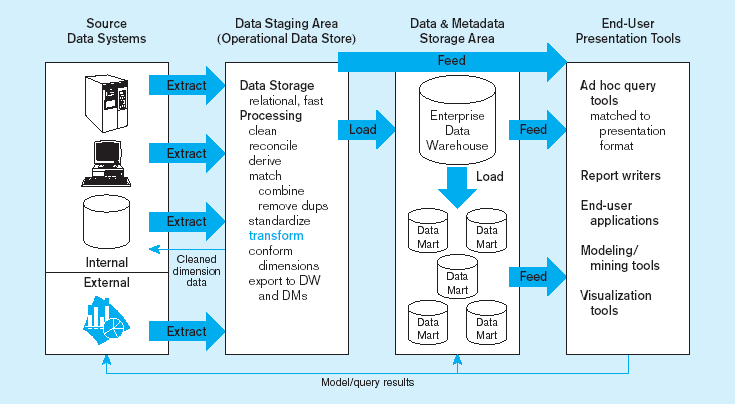 Source
Data Systems
Data Staging Area
(Operational Data Store)
Data & Metadata
Storage Area
End-User
Presentation Tools
Feed
Extract
Extract
Extract
Internal
External
Extract
Cleaned
dimension
data
Data Storage
relational, fast
Processing
clean
reconcile
derive
match
combine
remove dups
standardize
transform
conform
dimensions
export to DW
and DMs
Load
Enterprise
Data
Warehouse
Load
Data
Mart
Data
Mart
Data
Mart
Data
Mart
Data
Mart
Feed
Feed
Ad hoc query
tools
matched to
presentation
format
Report writers
End-user
applications
Modeling/
mining tools
Visualization
tools
Model/query results